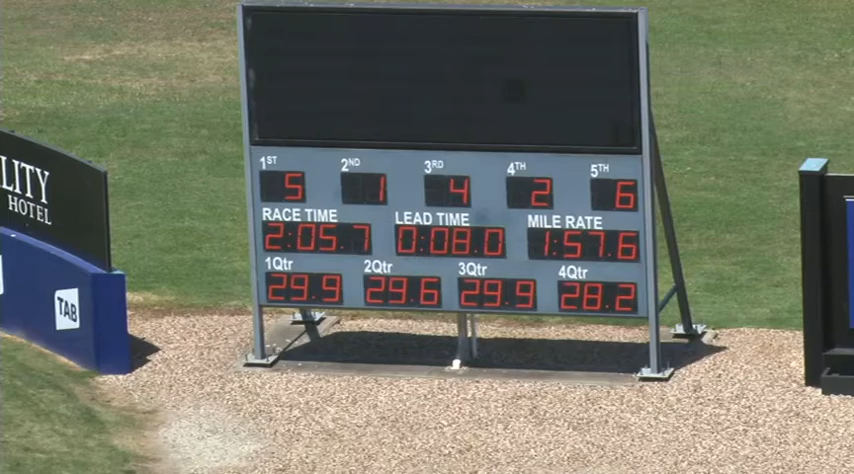 LITY
HOTEL
TAB
1ST 2ND 3RD 4TH 5TH
5 1 4 2 6
RACE TIME LEAD TIME MILE RATE
2:05.7 0:08.0 1:57.6
1Qtr 2Qtr 3Qtr 4Qtr
29.9 29.6 29.9 28.2